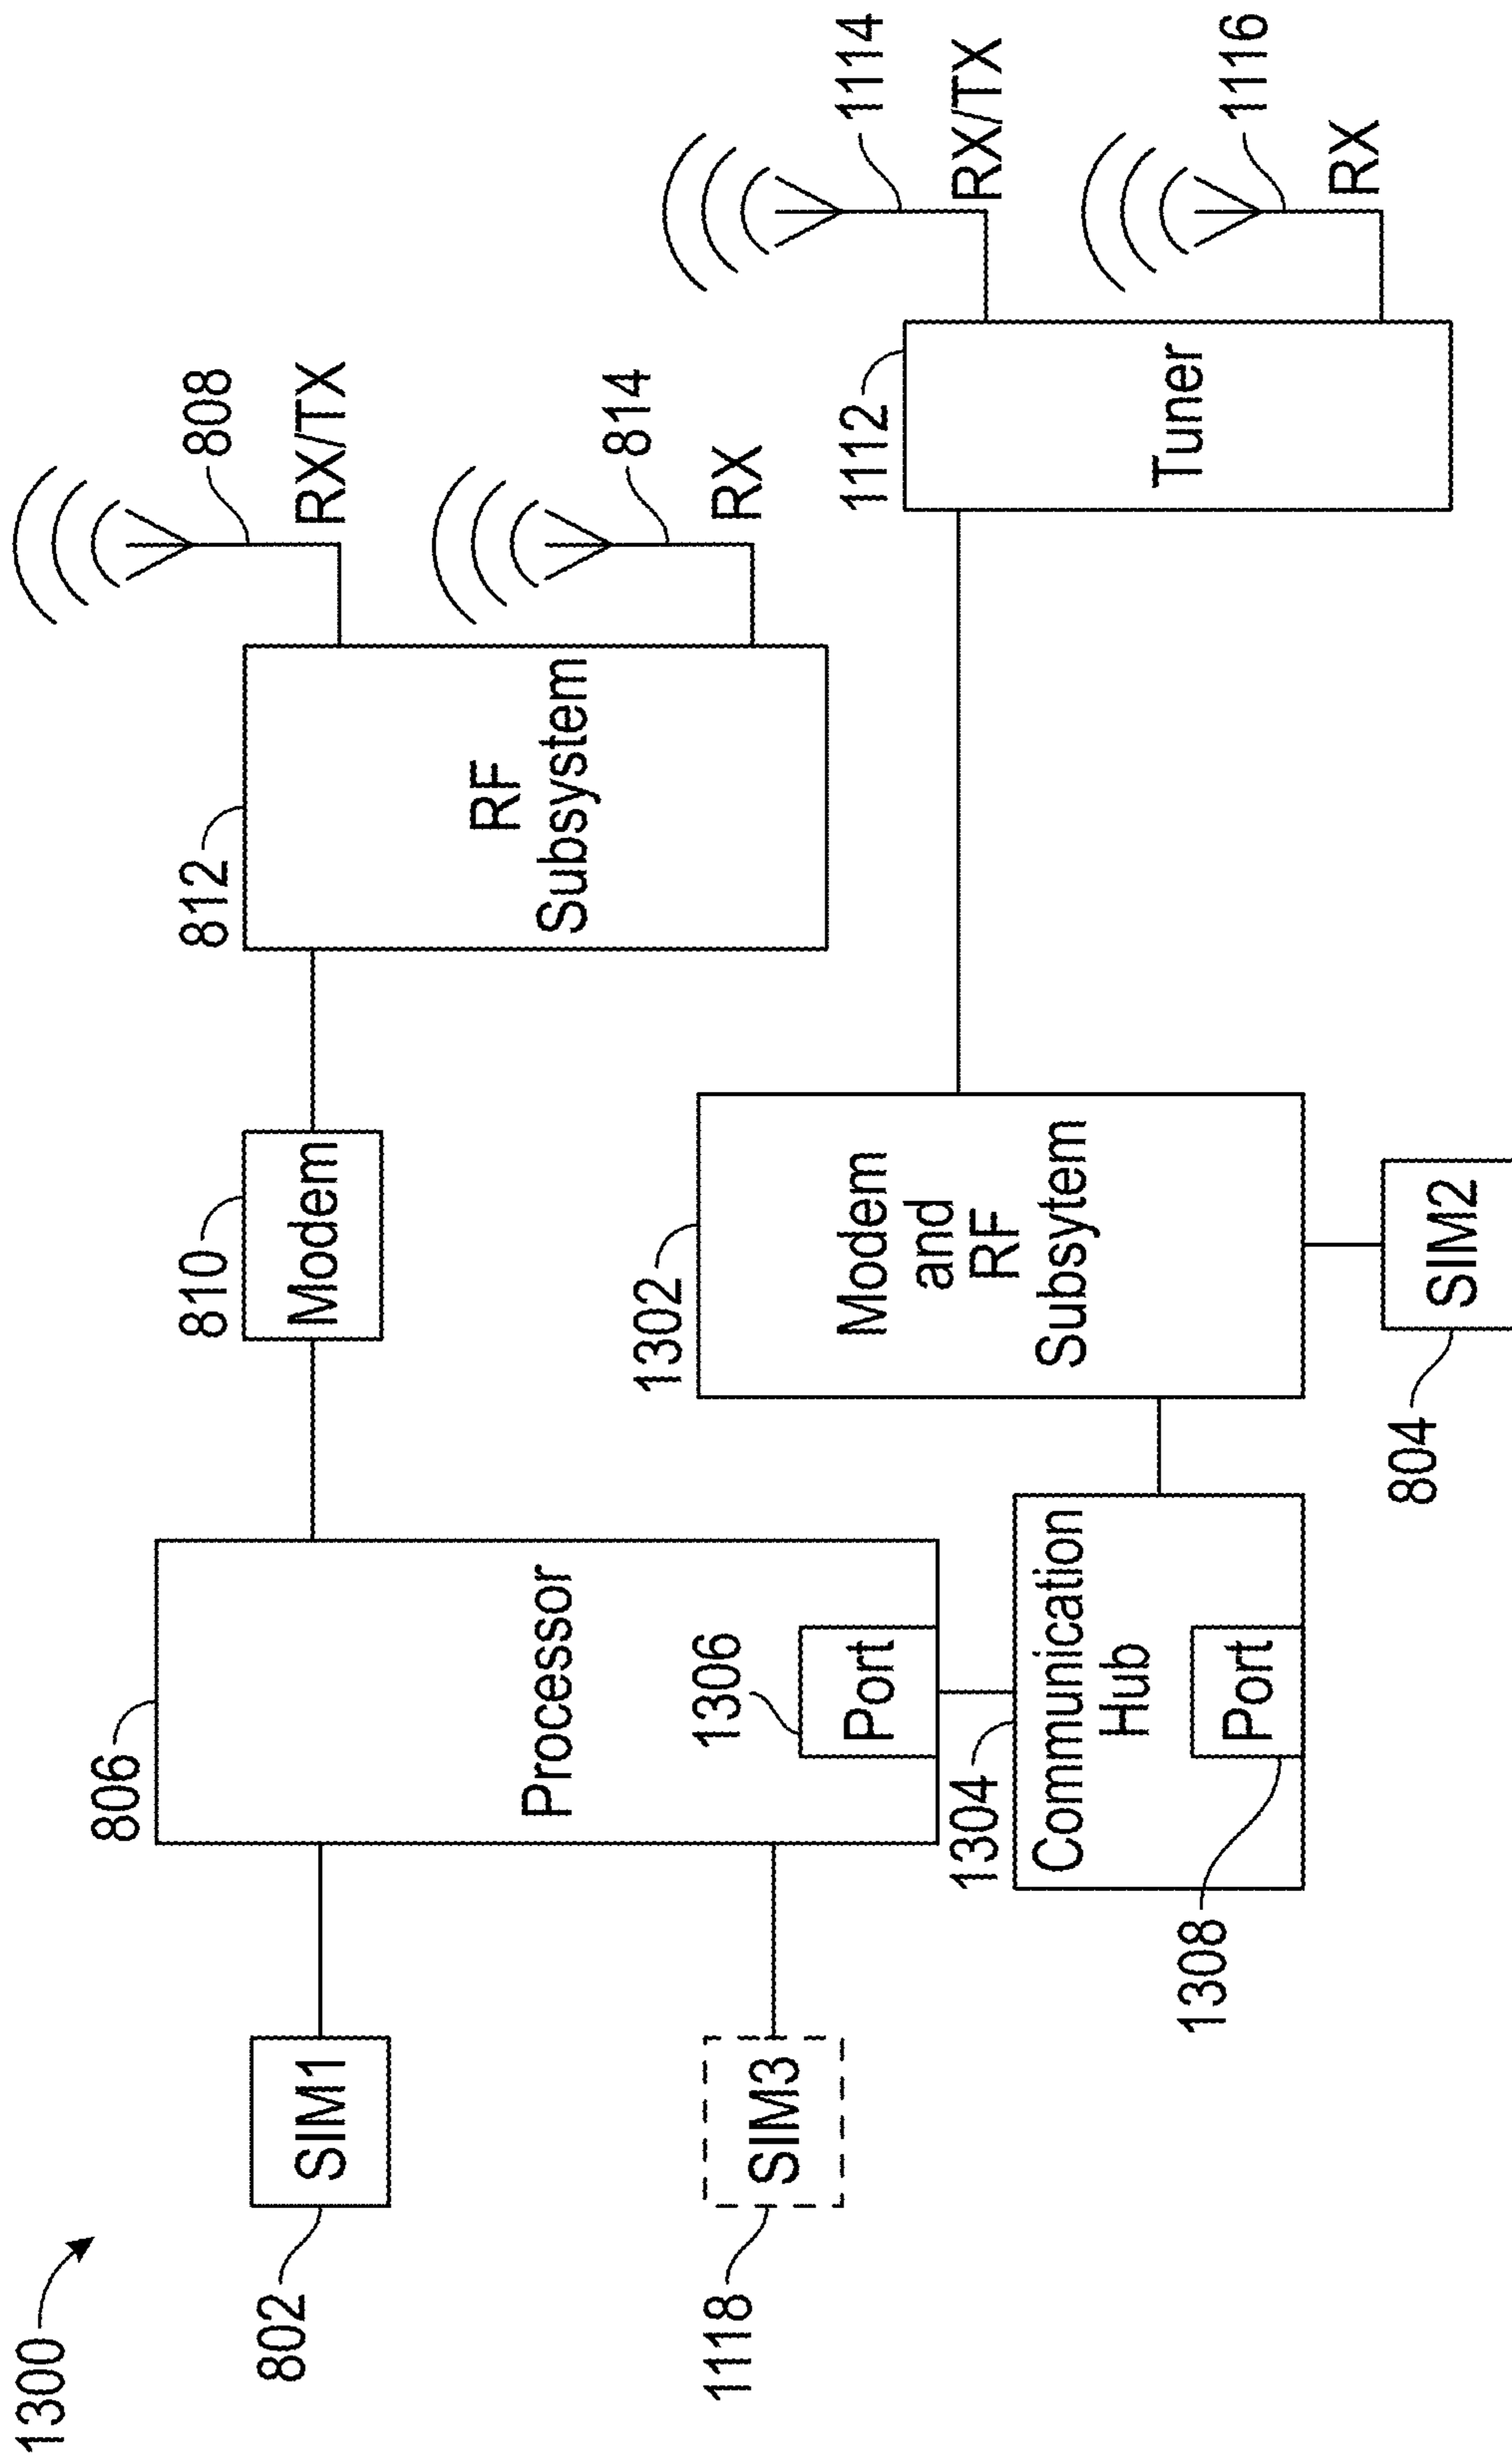 1300
802
SIM1
1118
SIM3
806
Processor
1306
Port
1304
Communication
Hub
Port
1308
810
Modem
1302
Modem
and
RF
Subsytem
SIM2
804
812
RF
Subsystem
808
RX/TX
814
RX
1112
Tuner
1114
RX/TX
1116
RX